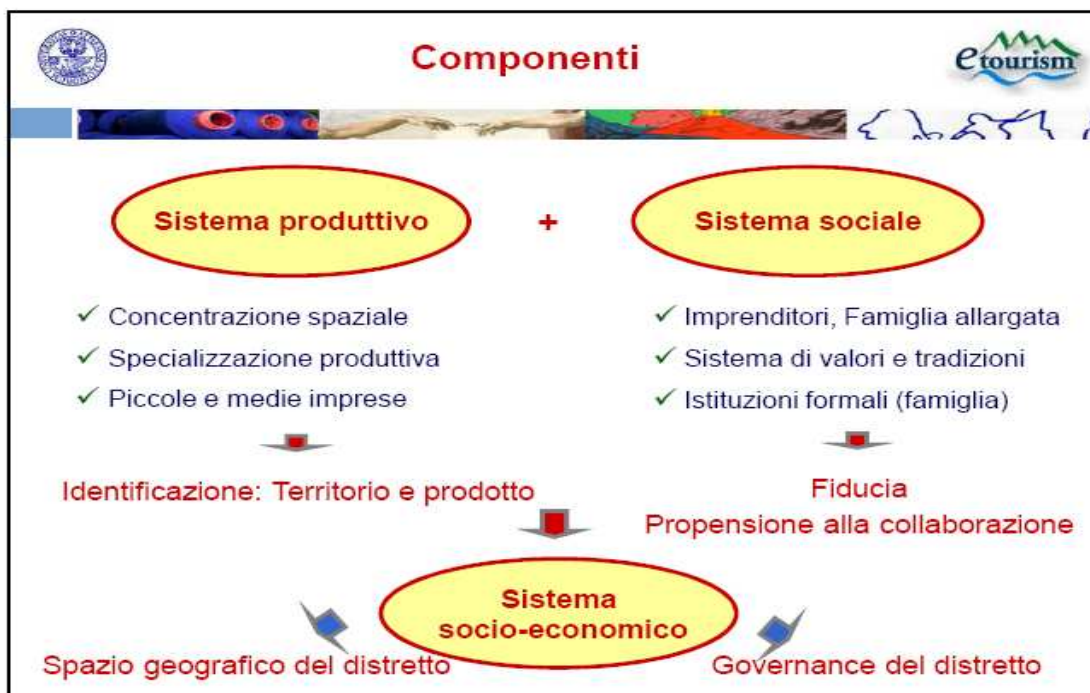 Componenti
etourism
Sistema produttivo
+
Sistema sociale
✓ Concentrazione spaziale
✓ Specializzazione produttiva
✓ Piccole e medie imprese
✓ Imprenditori, Famiglia allargata
✓ Sistema di valori e tradizioni
✓ Istituzioni formali (famiglia)
Identificazione: Territorio e prodotto
Fiducia
Propensione alla collaborazione
Sistema
socio-economico
Spazio geografico del distretto
Governance del distretto